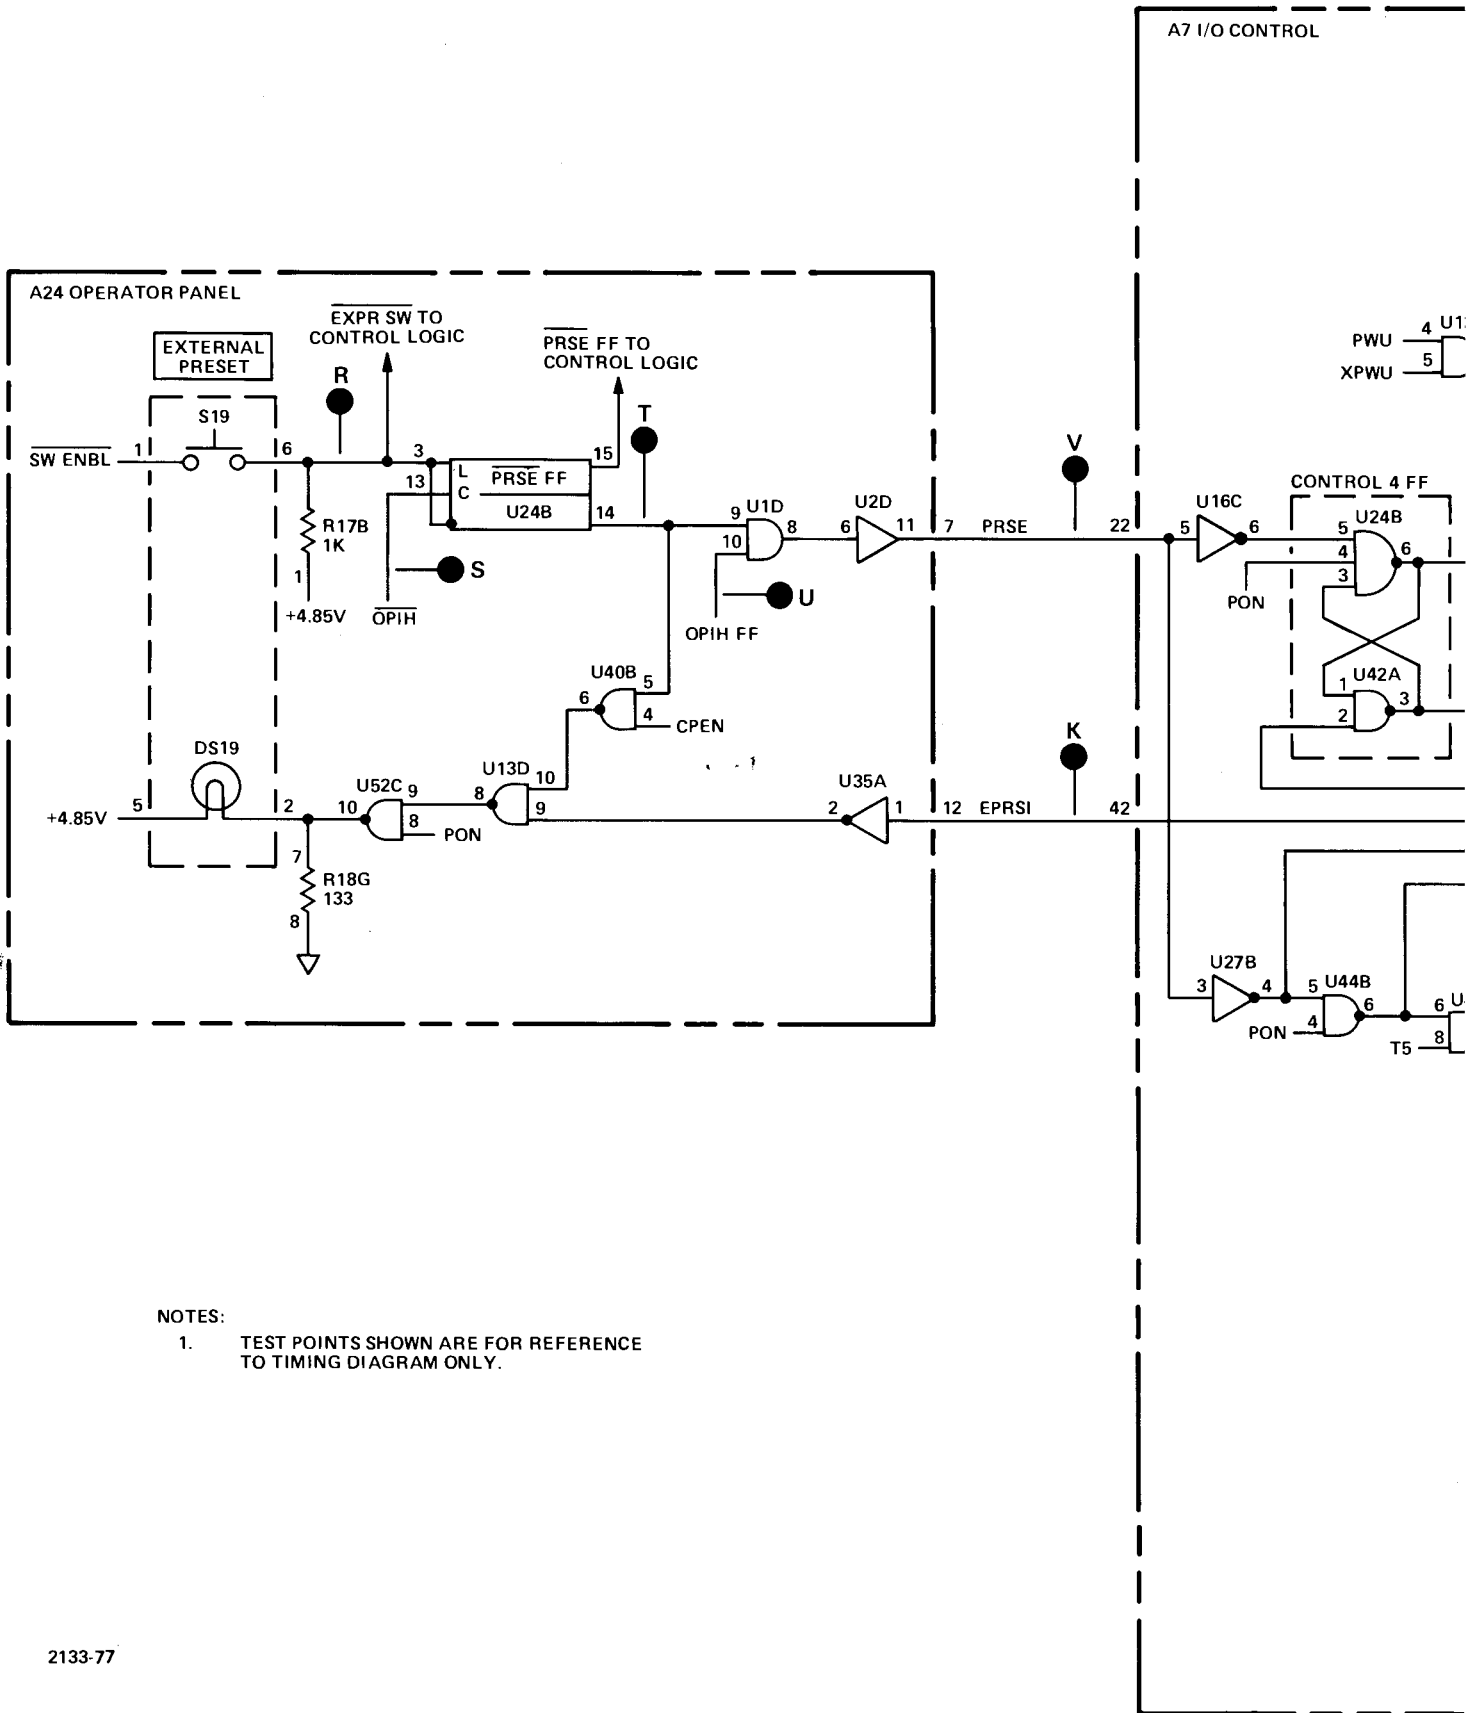 A7 I/O CONTROL
A24 OPERATOR PANEL
EXTERNAL
PRESET
EXPR SW TO
CONTROL LOGIC
PRSE FF TO
CONTROL LOGIC
R
T
S19
SW ENBL
1
6
3
13
L
C
PRSE FF
U24B
15
14
R17B
1K
1
+4.85V
OPIH
S
9
10
U1D
8
U
OPIH FF
6
U2D
11
7
PRSE
22
V
5
U16C
6
PON
PWU
4
XPWU
5
CONTROL 4 FF
U24B
5
4
3
6
U42A
1
2
3
U40B
6
5
4
CPEN
K
DS19
+4.85V
5
2
10
U52C
9
8
PON
8
U13D
10
9
2
U35A
1
12
EPRSI
42
7
R18G
133
8
3
U27B
4
5
U44B
4
6
PON
6
T5
8
NOTES:
1. TEST POINTS SHOWN ARE FOR REFERENCE
TO TIMING DIAGRAM ONLY.
2133-77